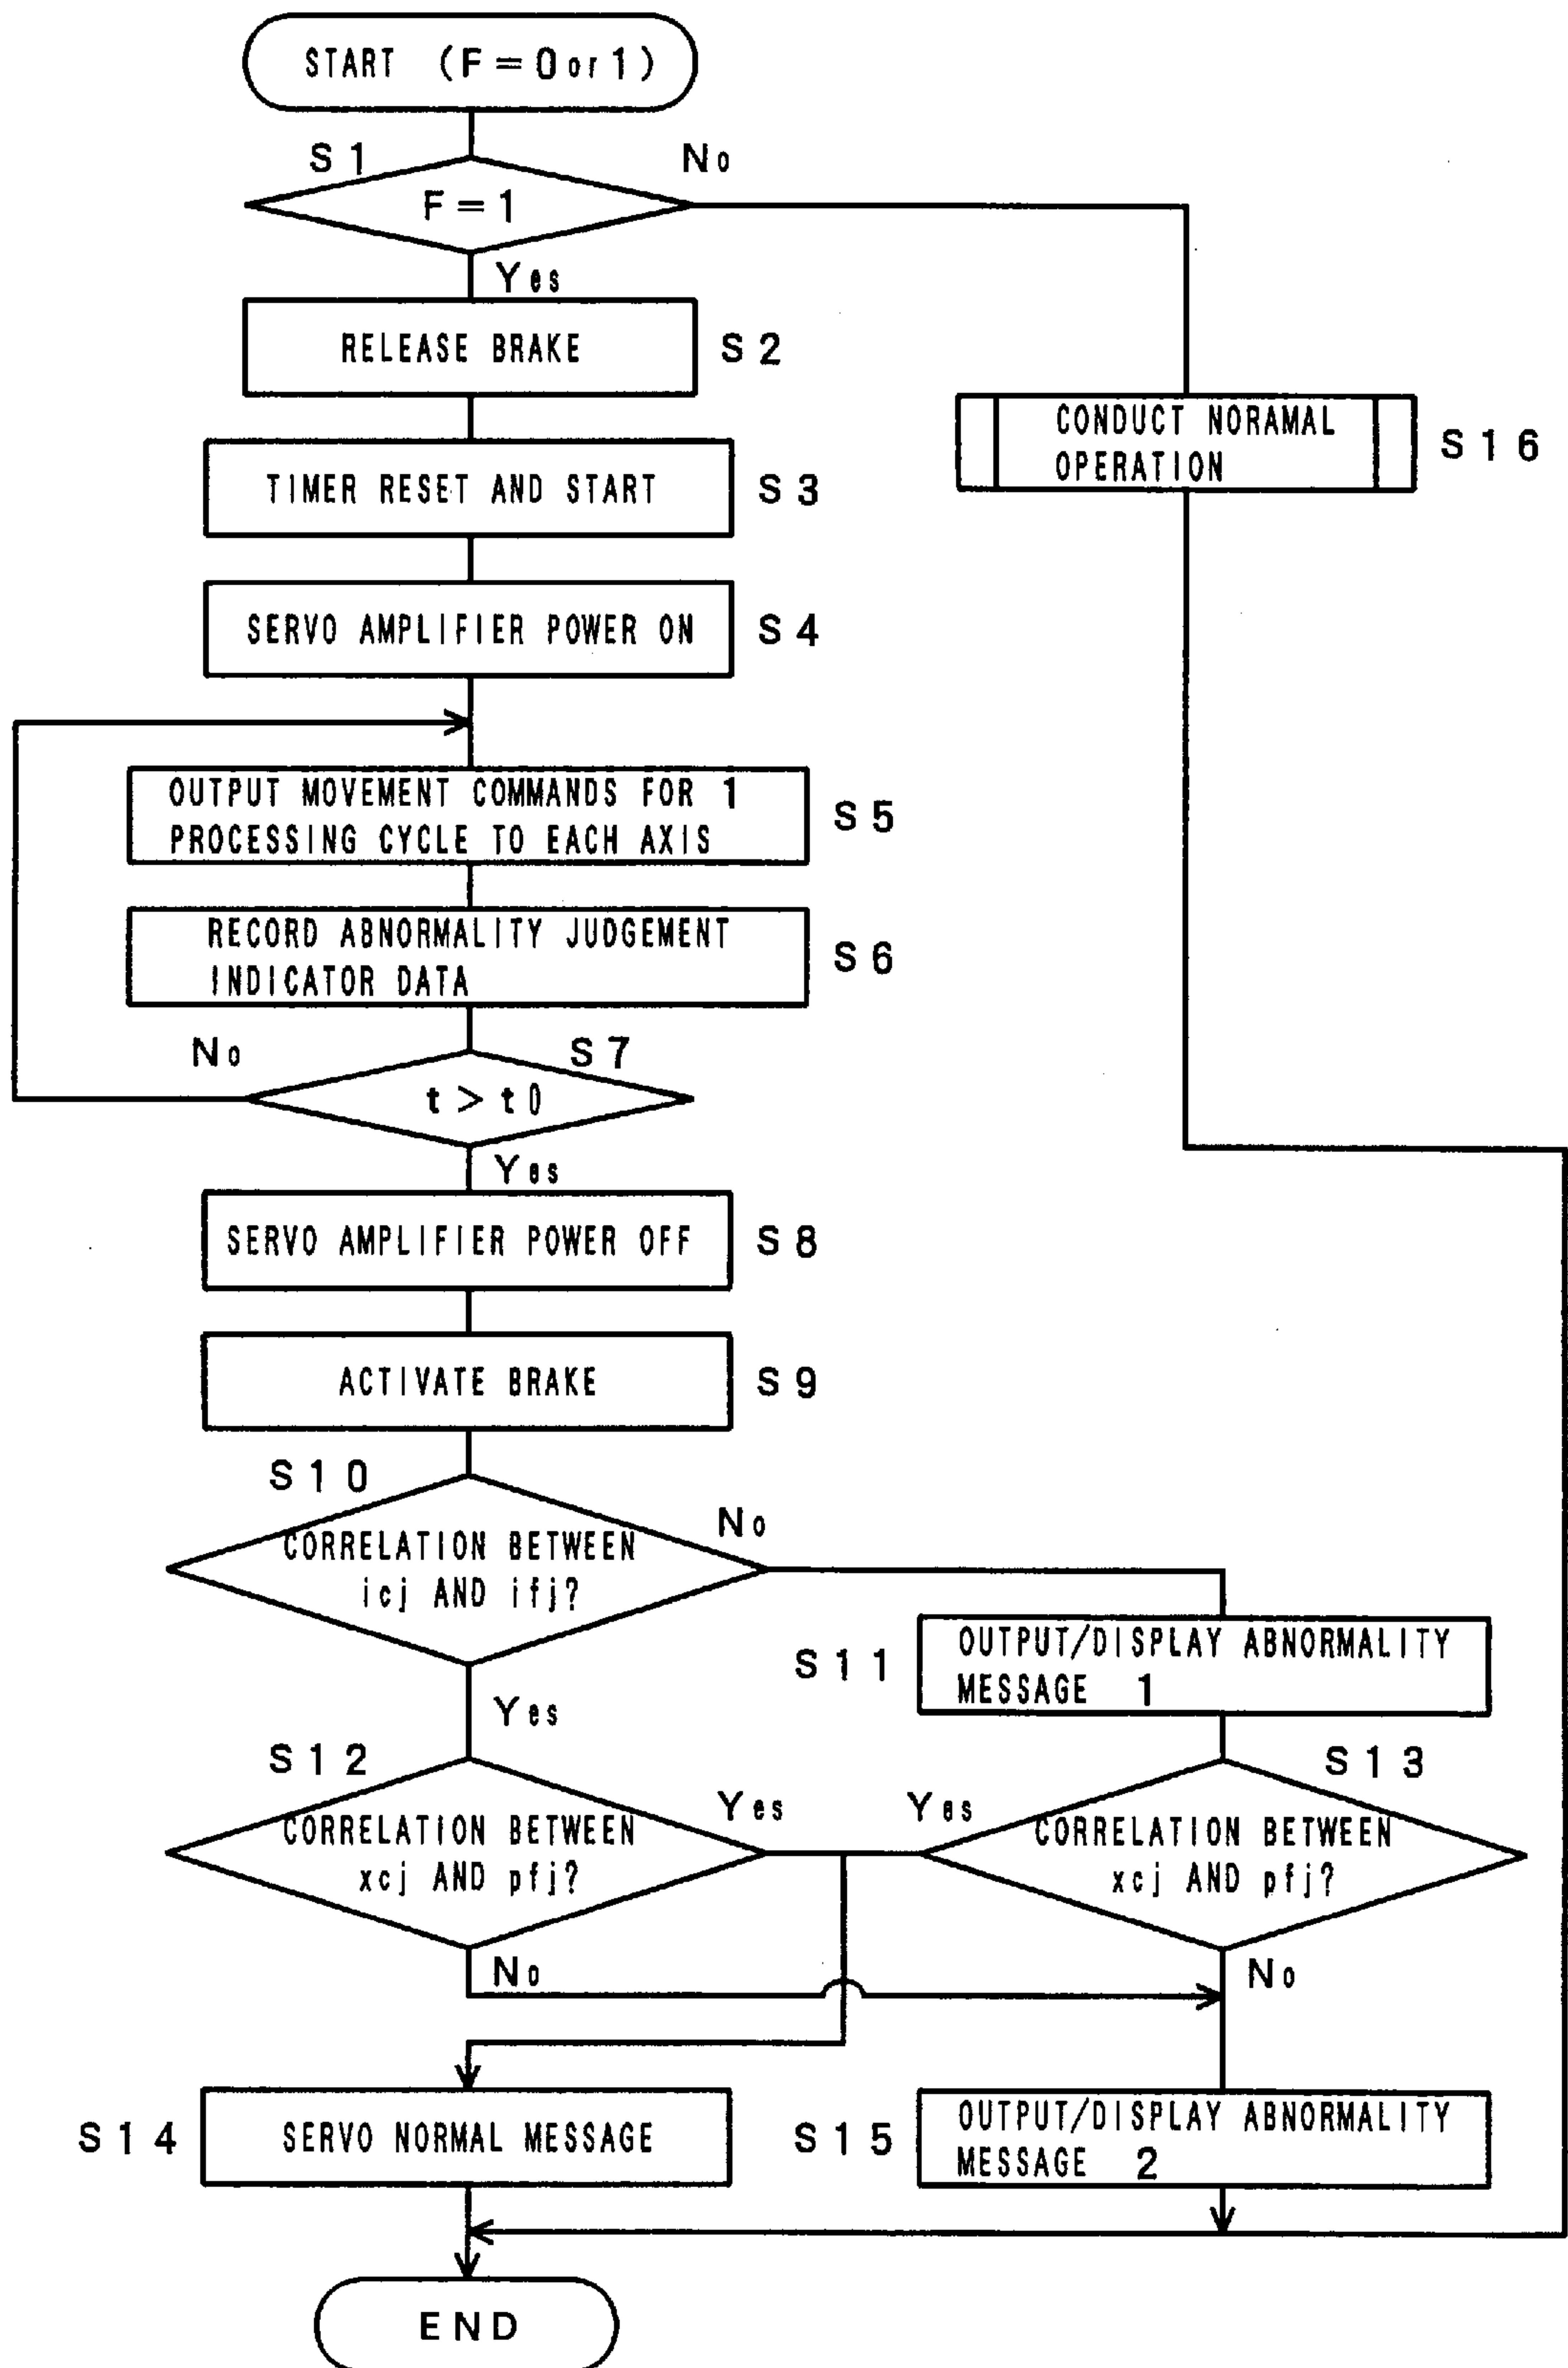 START (F=0 or 1)
S1
No
F=1
Yes
RELEASE BRAKE
S2
CONDUCT NORAMAL
OPERATION
S16
TIMER RESET AND START
S3
SERVO AMPLIFIER POWER ON
S4
OUTPUT MOVEMENT COMMANDS FOR 1
PROCESSING CYCLE TO EACH AXIS
S5
RECORD ABNORMALITY JUDGEMENT
INDICATOR DATA
S6
No
S7
t>t0
Yes
SERVO AMPLIFIER POWER OFF
S8
ACTIVATE BRAKE
S9
S10
No
CORRELATION BETWEEN
icj AND ifj?
S11
OUTPUT/DISPLAY ABNORMALITY
MESSAGE 1
Yes
S12
S13
Yes
Yes
CORRELATION BETWEEN
xcj AND pfj?
CORRELATION BETWEEN
xcj AND pfj?
No
No
S14
SERVO NORMAL MESSAGE
S15
OUTPUT/DISPLAY ABNORMALITY
MESSAGE 2
END